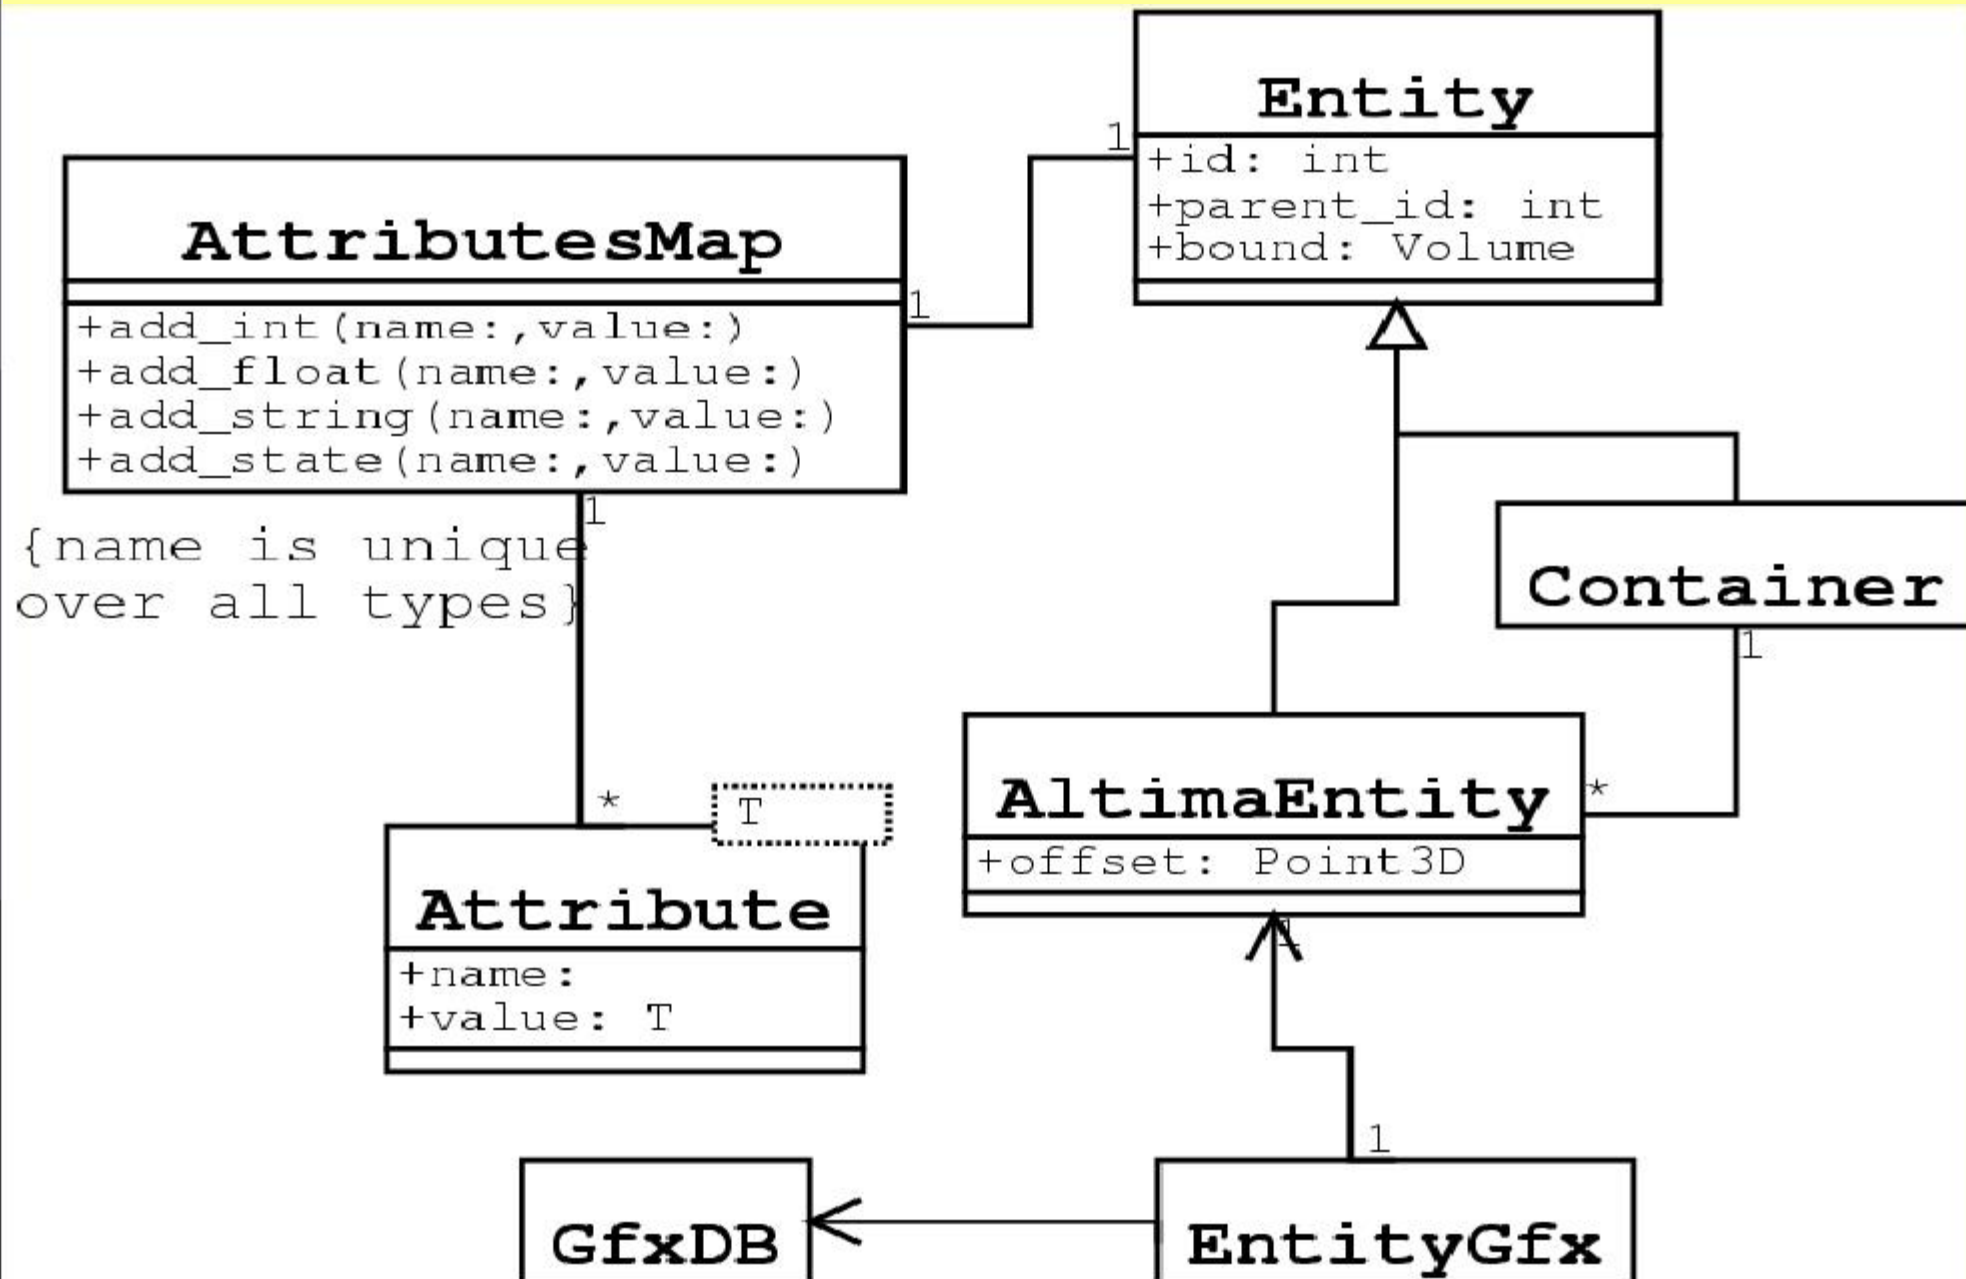 Entity
1
+id: int
+parent_id: int
+bound: Volume
AttributesMap
1
+add_int(name:,value:)
+add_float(name:,value:)
+add_string(name:,value:)
+add_state(name:,value:)
1
{name is unique
over all types}
Container
1
*
T
Attribute
+name:
+value: T
AltimaEntity
*
+offset: Point3D
1
1
GfxDB
EntityGfx